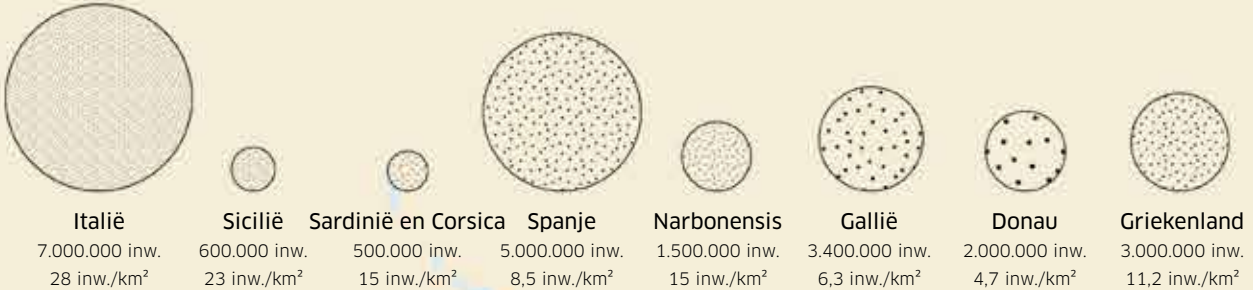 Italië Sicilië Sardinië en Corsica Spanje Narbonensis Gallië Donau Griekenland
7.000.000 inw. 600.000 inw. 500.000 inw. 5.000.000 inw. 1.500.000 inw. 3.400.000 inw. 2.000.000 inw. 3.000.000 inw.
28 inw./km² 23 inw./km² 15 inw./km² 8,5 inw./km² 15 inw./km² 6,3 inw./km² 4,7 inw./km² 11,2 inw./km²